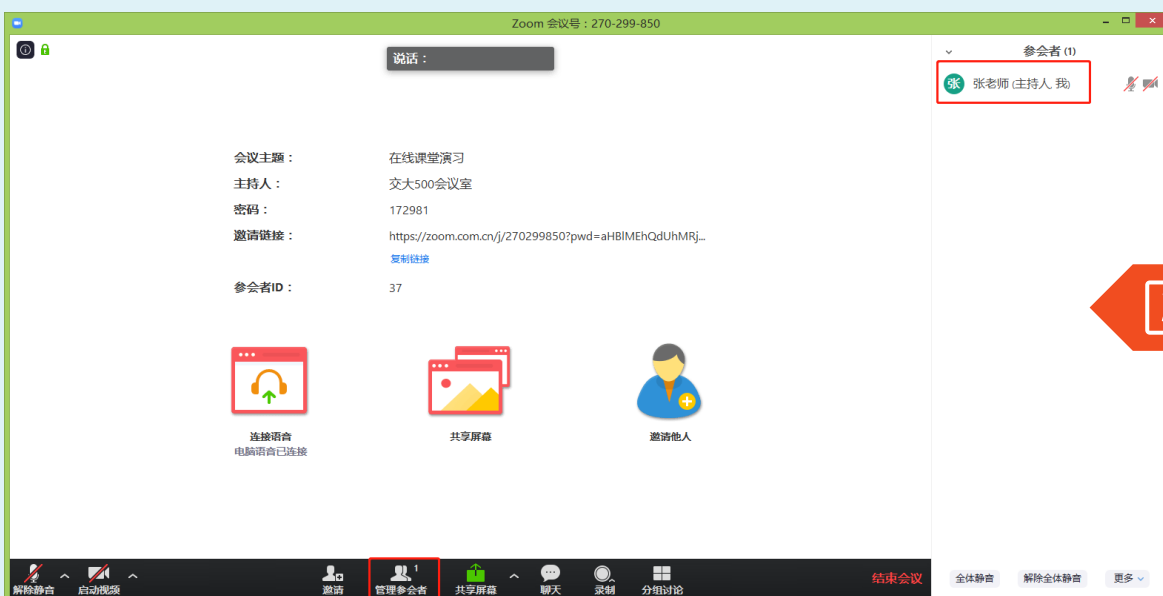 Zoom 会议号：270-299-850
说话：
参会者 (1)
张 张老师 (主持人, 我)
会议主题： 在线课堂演习
主持人： 交大500会议室
密码： 172981
邀请链接： https://zoom.com.cn/j/270299850?pwd=aHBlMEhQdUhMRj...
复制链接
参会者ID： 37
连接语音 共享屏幕 邀请他人
电脑语音已连接
1
解除静音 启动视频 邀请 管理参会者 共享屏幕 聊天 录制 分组讨论 结束会议 全体静音 解除全体静音 更多